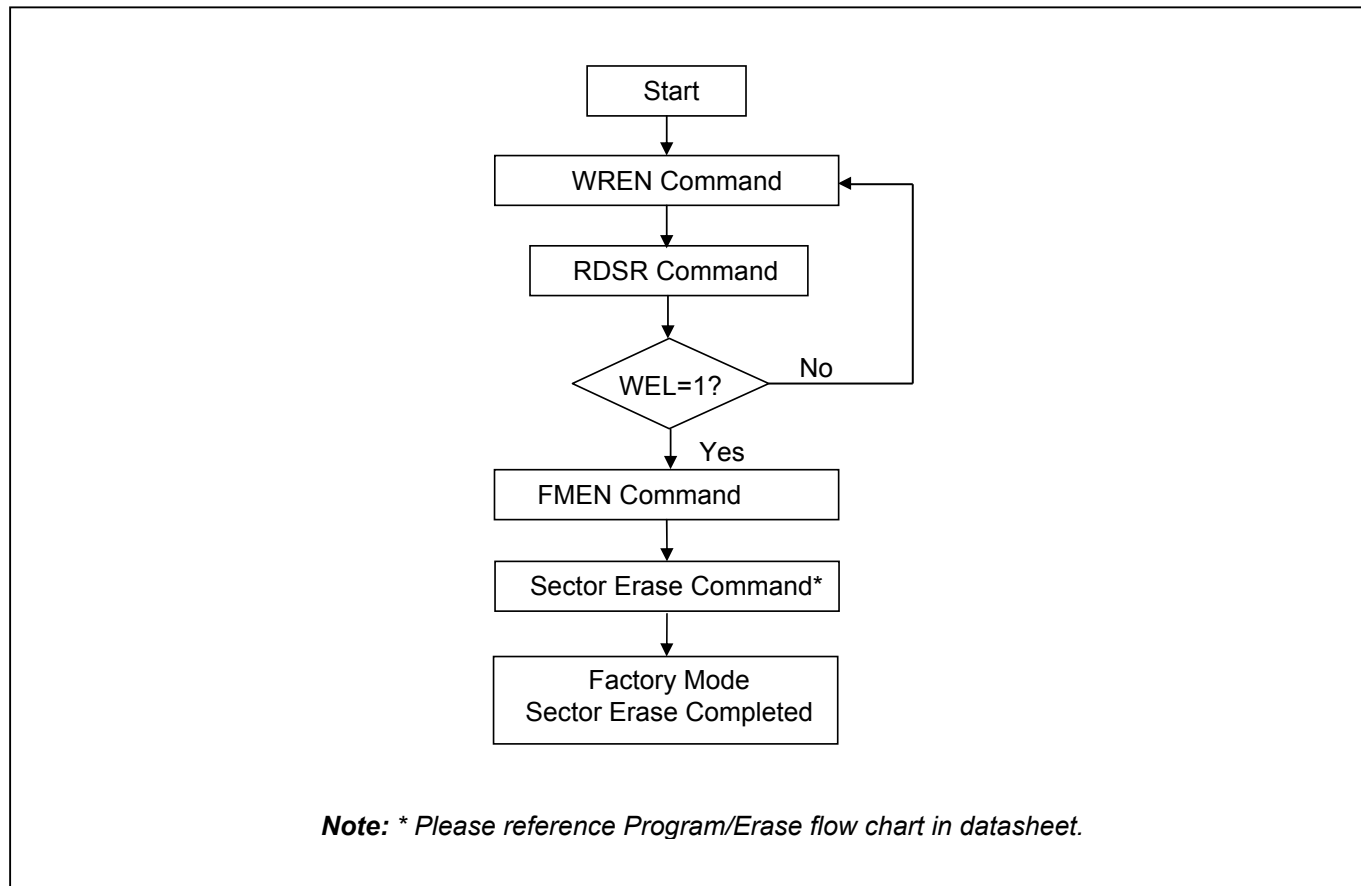 Start
WREN Command
RDSR Command
WEL=1?
No
Yes
FMEN Command
Sector Erase Command*
Factory Mode
Sector Erase Completed
Note: * Please reference Program/Erase flow chart in datasheet.